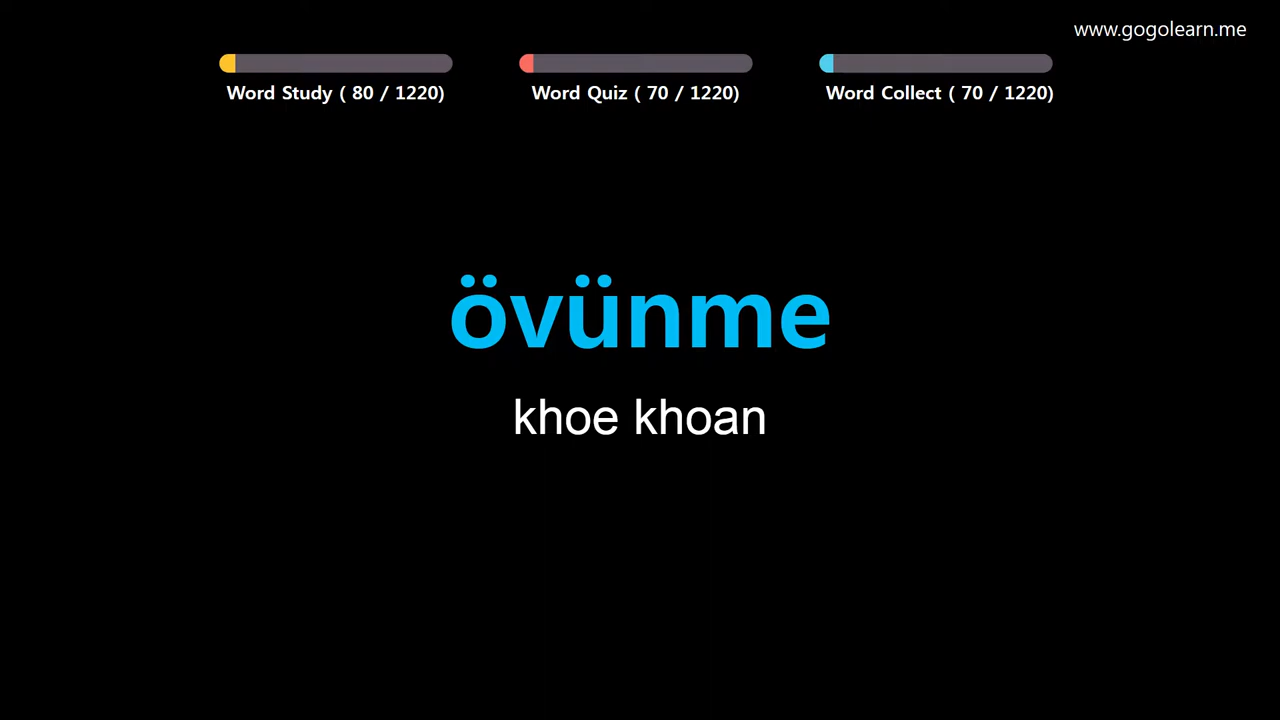 www.gogolearn.me
Word Study ( 80 / 1220)
Word Quiz ( 70 / 1220)
Word Collect ( 70 / 1220)
övünme
khoe khoan